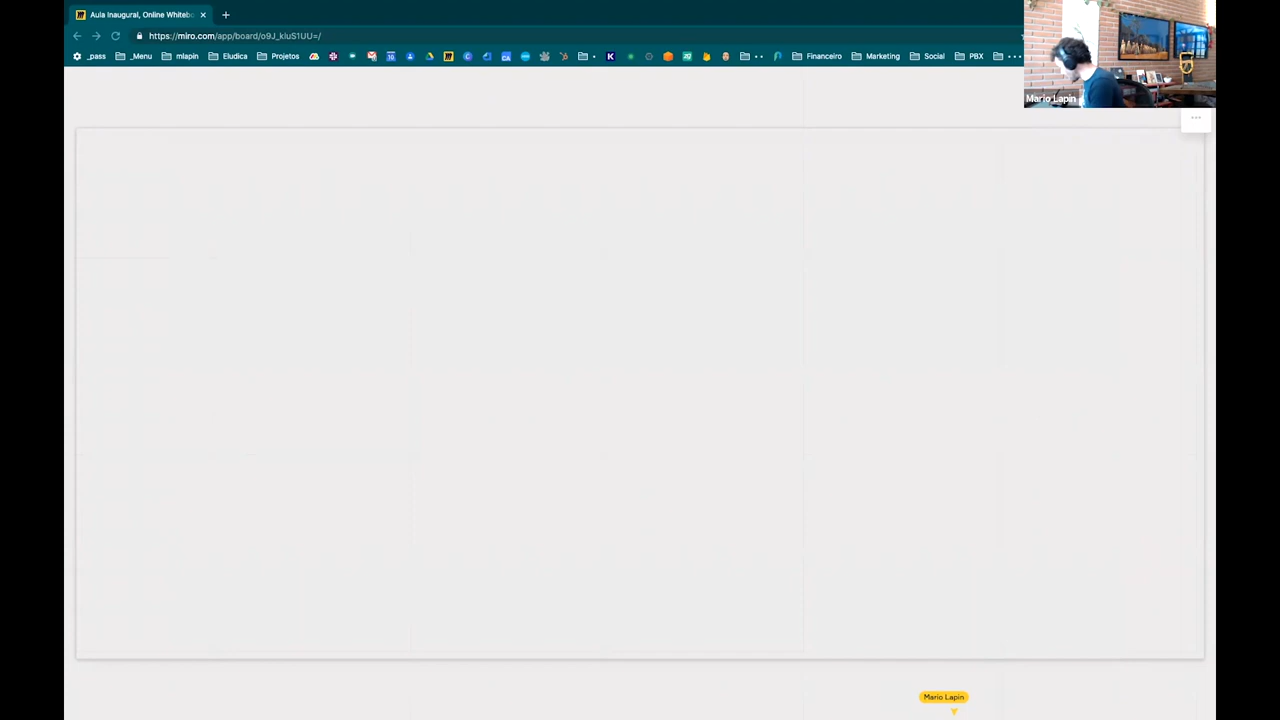 Aula Inaugural, Online Whitebo
https://miro.com/app/board/o9J_kluS1UU=/
_pass
_Menu
mlapin
Eludica
Projetos
Financeiro
Marketing
Social
PBX
Mario Lapin
Mario Lapin